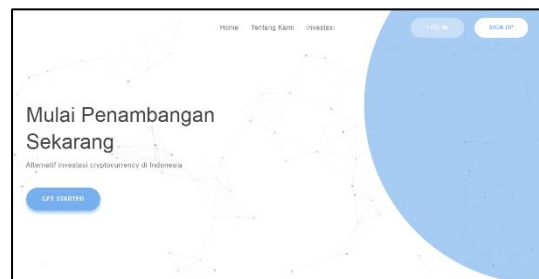 Home Tentang Kami Investasi LOG IN SIGN UP
Mulai Penambangan
Sekarang
Alternatif investasi cryptocurrency di Indonesia
GET STARTED